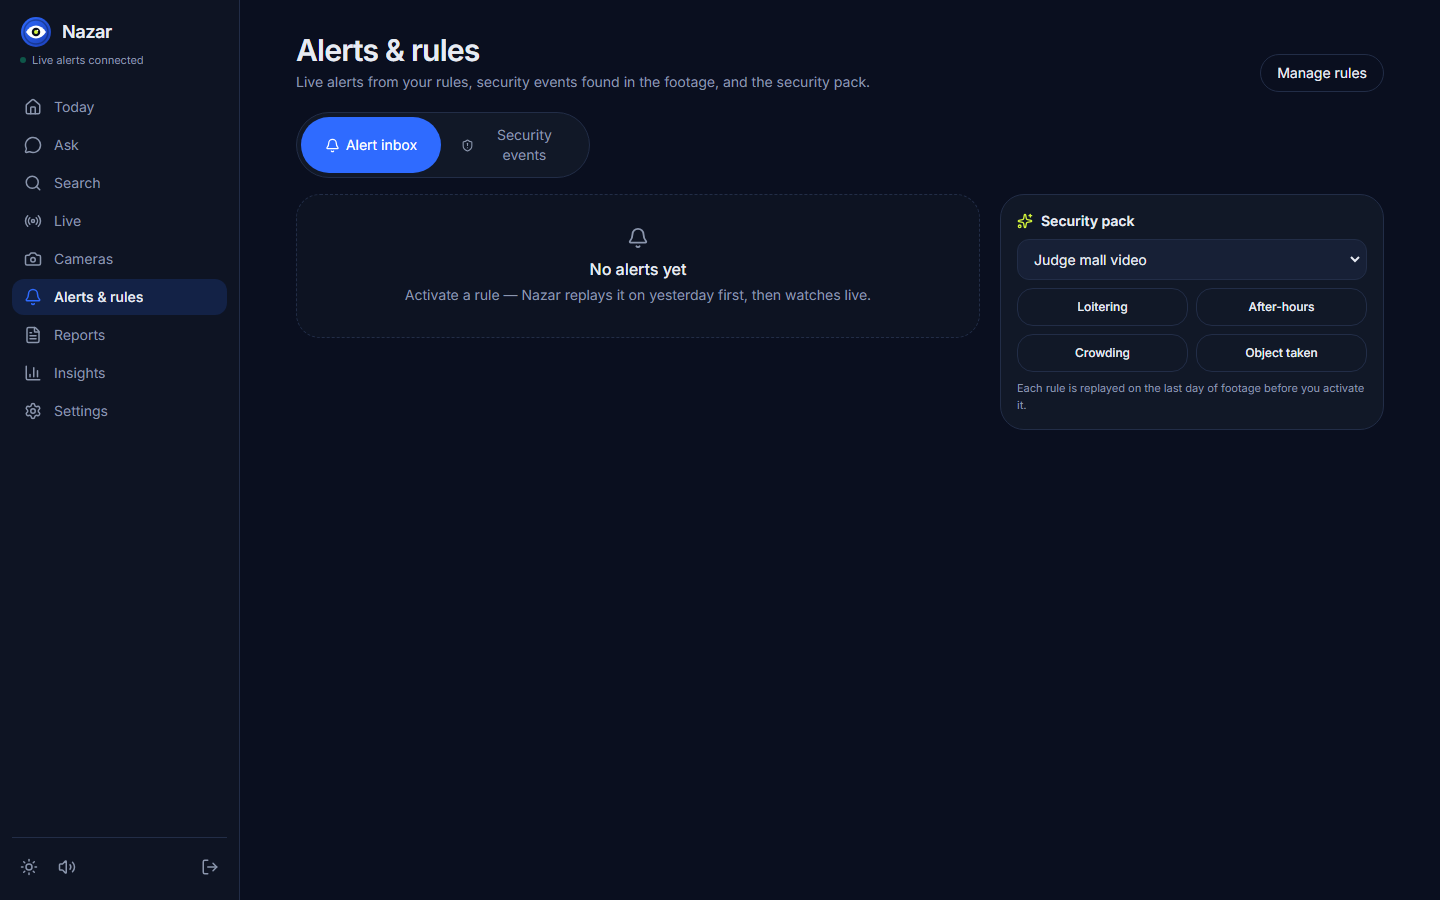 Nazar
Live alerts connected
Today
Ask
Search
Live
Cameras
Alerts & rules
Reports
Insights
Settings
Alerts & rules
Live alerts from your rules, security events found in the footage, and the security pack.
Manage rules
Alert inbox
Security
events
No alerts yet
Activate a rule — Nazar replays it on yesterday first, then watches live.
Security pack
Judge mall video
Loitering
After-hours
Crowding
Object taken
Each rule is replayed on the last day of footage before you activate
it.